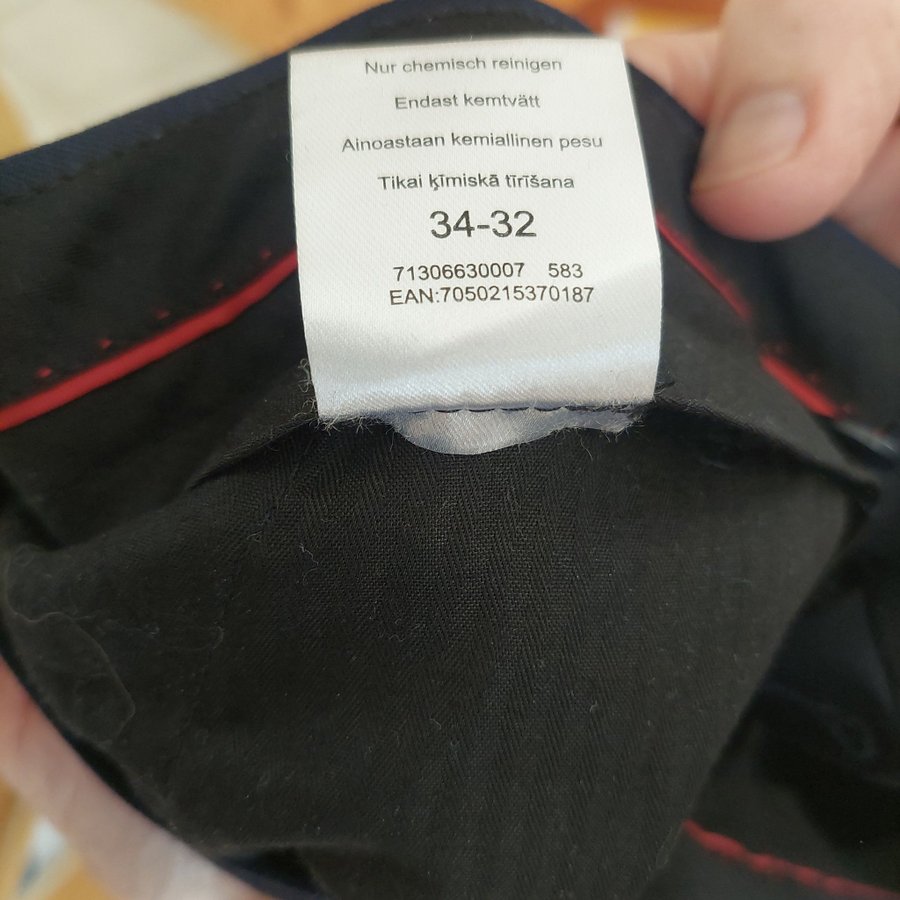 Nur chemisch reinigen
Endast kemtvätt
Ainoastaan kemiallinen pesu
Tikai ķīmiskā tīrīšana
34-32
71306630007 583
EAN:7050215370187